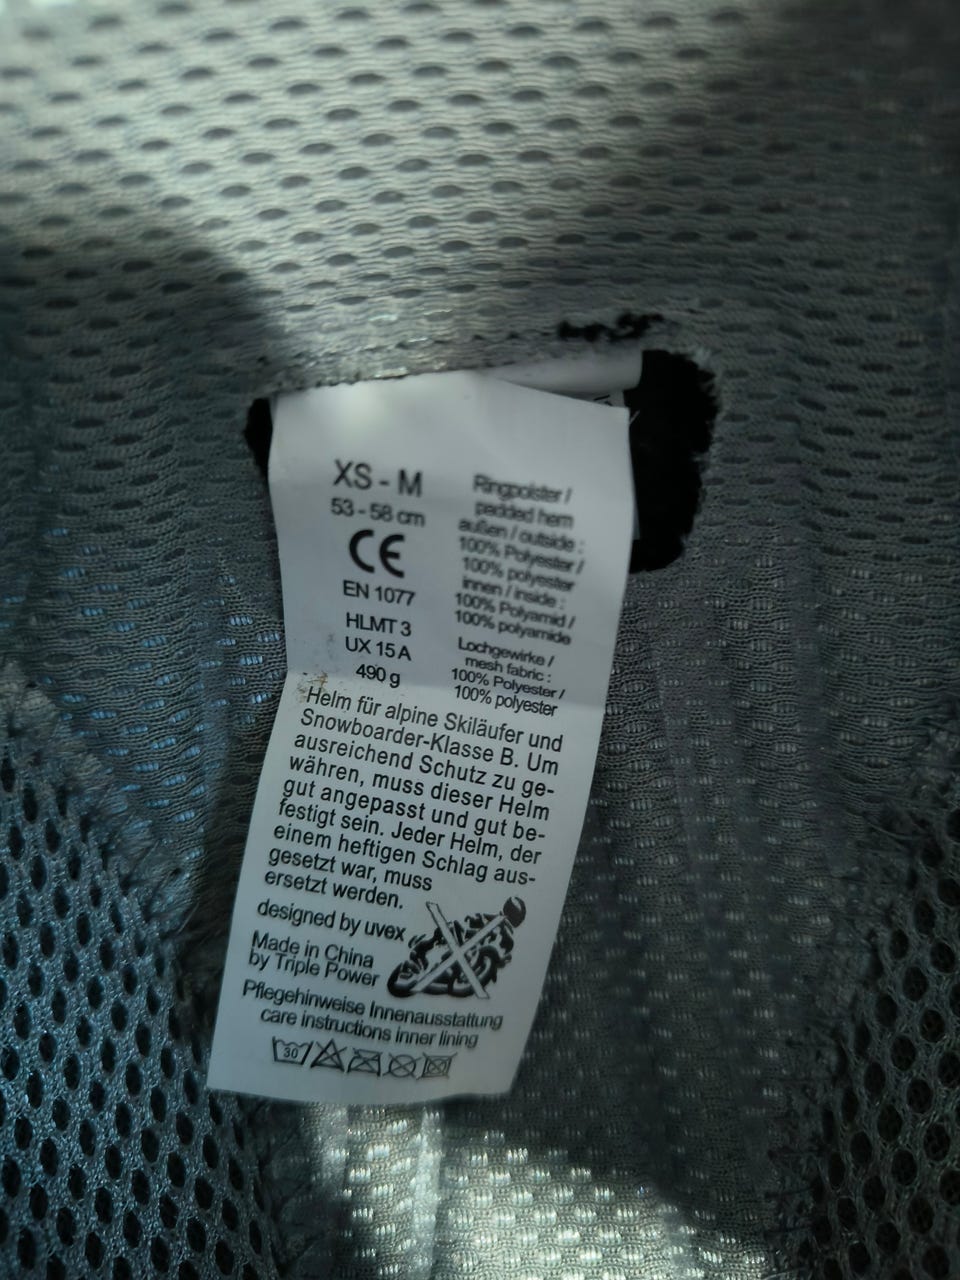 XS - M
53 - 58 cm
CE
EN 1077
HLMT 3
UX 15 A
490 g
Ringpolster /
padded hem
außen / outside :
100% Polyester /
100% polyester
innen / inside :
100% Polyamid /
100% polyamide
Lochgewirke /
mesh fabric :
100% Polyester /
100% polyester
Helm für alpine Skiläufer und
Snowboarder-Klasse B. Um
ausreichend Schutz zu ge-
währen, muss dieser Helm
gut angepasst und gut be-
festigt sein. Jeder Helm, der
einem heftigen Schlag aus-
gesetzt war, muss
ersetzt werden.
designed by uvex
Made in China
by Triple Power
Pflegehinweise Innenausstattung
care instructions inner lining
30